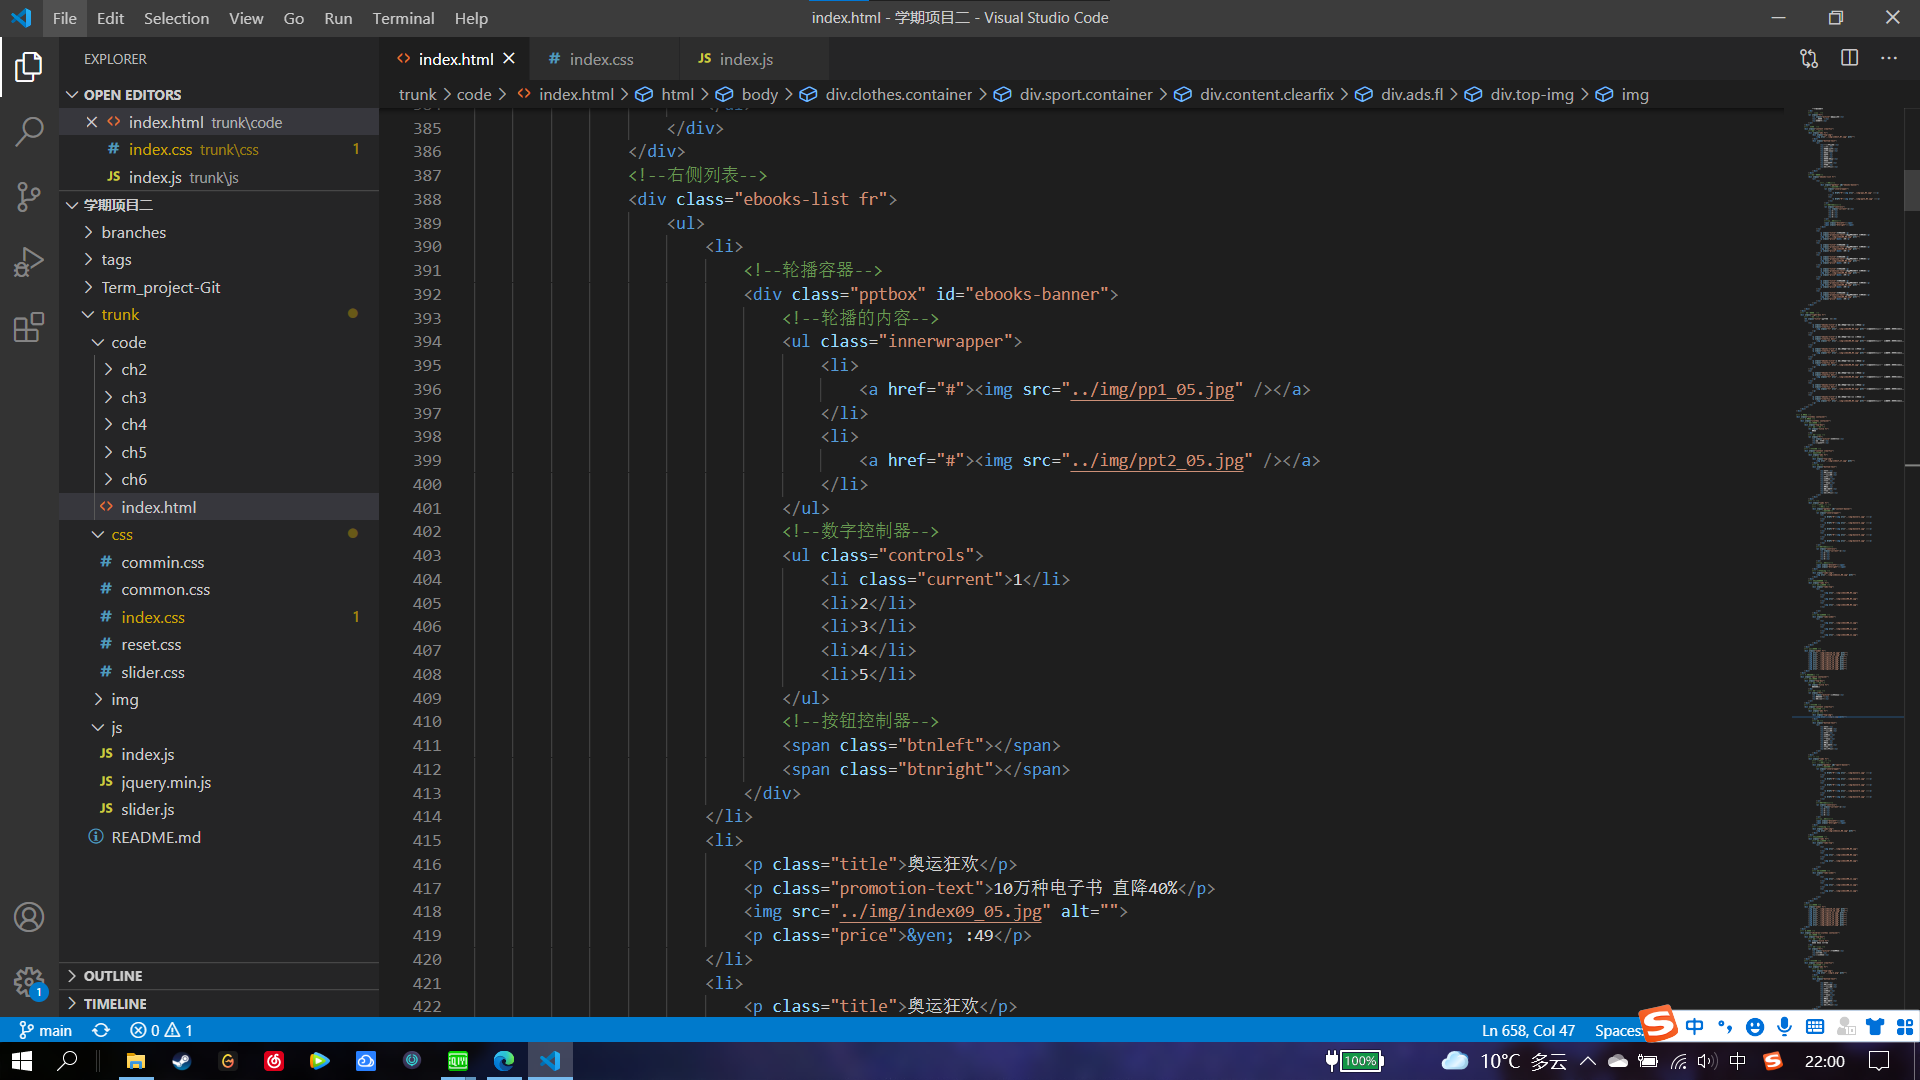 File Edit Selection View Go Run Terminal Help
index.html - 学期项目二 - Visual Studio Code
EXPLORER
OPEN EDITORS
index.html trunk\code
index.css trunk\css 1
index.js trunk\js
学期项目二
branches
tags
Term_project-Git
trunk
code
ch2
ch3
ch4
ch5
ch6
index.html
css
commin.css
common.css
index.css 1
reset.css
slider.css
img
js
index.js
jquery.min.js
slider.js
README.md
OUTLINE
TIMELINE
index.html index.css index.js
trunk > code > index.html > html > body > div.clothes.container > div.sport.container > div.content.clearfix > div.ads.fl > div.top-img > img
385 </div>
386 </div>
387 <!--右侧列表-->
388 <div class="ebooks-list fr">
389 <ul>
390 <li>
391 <!--轮播容器-->
392 <div class="pptbox" id="ebooks-banner">
393 <!--轮播的内容-->
394 <ul class="innerwrapper">
395 <li>
396 <a href="#"><img src="../img/pp1_05.jpg" /></a>
397 </li>
398 <li>
399 <a href="#"><img src="../img/ppt2_05.jpg" /></a>
400 </li>
401 </ul>
402 <!--数字控制器-->
403 <ul class="controls">
404 <li class="current">1</li>
405 <li>2</li>
406 <li>3</li>
407 <li>4</li>
408 <li>5</li>
409 </ul>
410 <!--按钮控制器-->
411 <span class="btnleft"></span>
412 <span class="btnright"></span>
413 </div>
414 </li>
415 <li>
416 <p class="title">奥运狂欢</p>
417 <p class="promotion-text">10万种电子书 直降40%</p>
418 <img src="../img/index09_05.jpg" alt="">
419 <p class="price">&yen; :49</p>
420 </li>
421 <li>
422 <p class="title">奥运狂欢</p>
1
main 0 1
Ln 658, Col 47 Spaces:
中
100% 10°C 多云 中 22:00